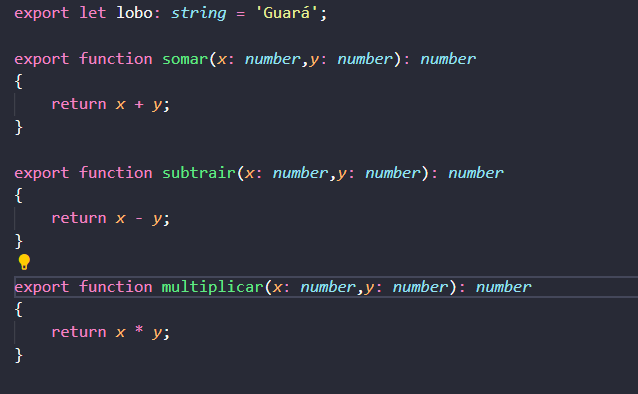 export let lobo: string = 'Guará';
export function somar(x: number,y: number): number
{
return x + y;
}
export function subtrair(x: number,y: number): number
{
return x - y;
}
export function multiplicar(x: number,y: number): number
{
return x * y;
}